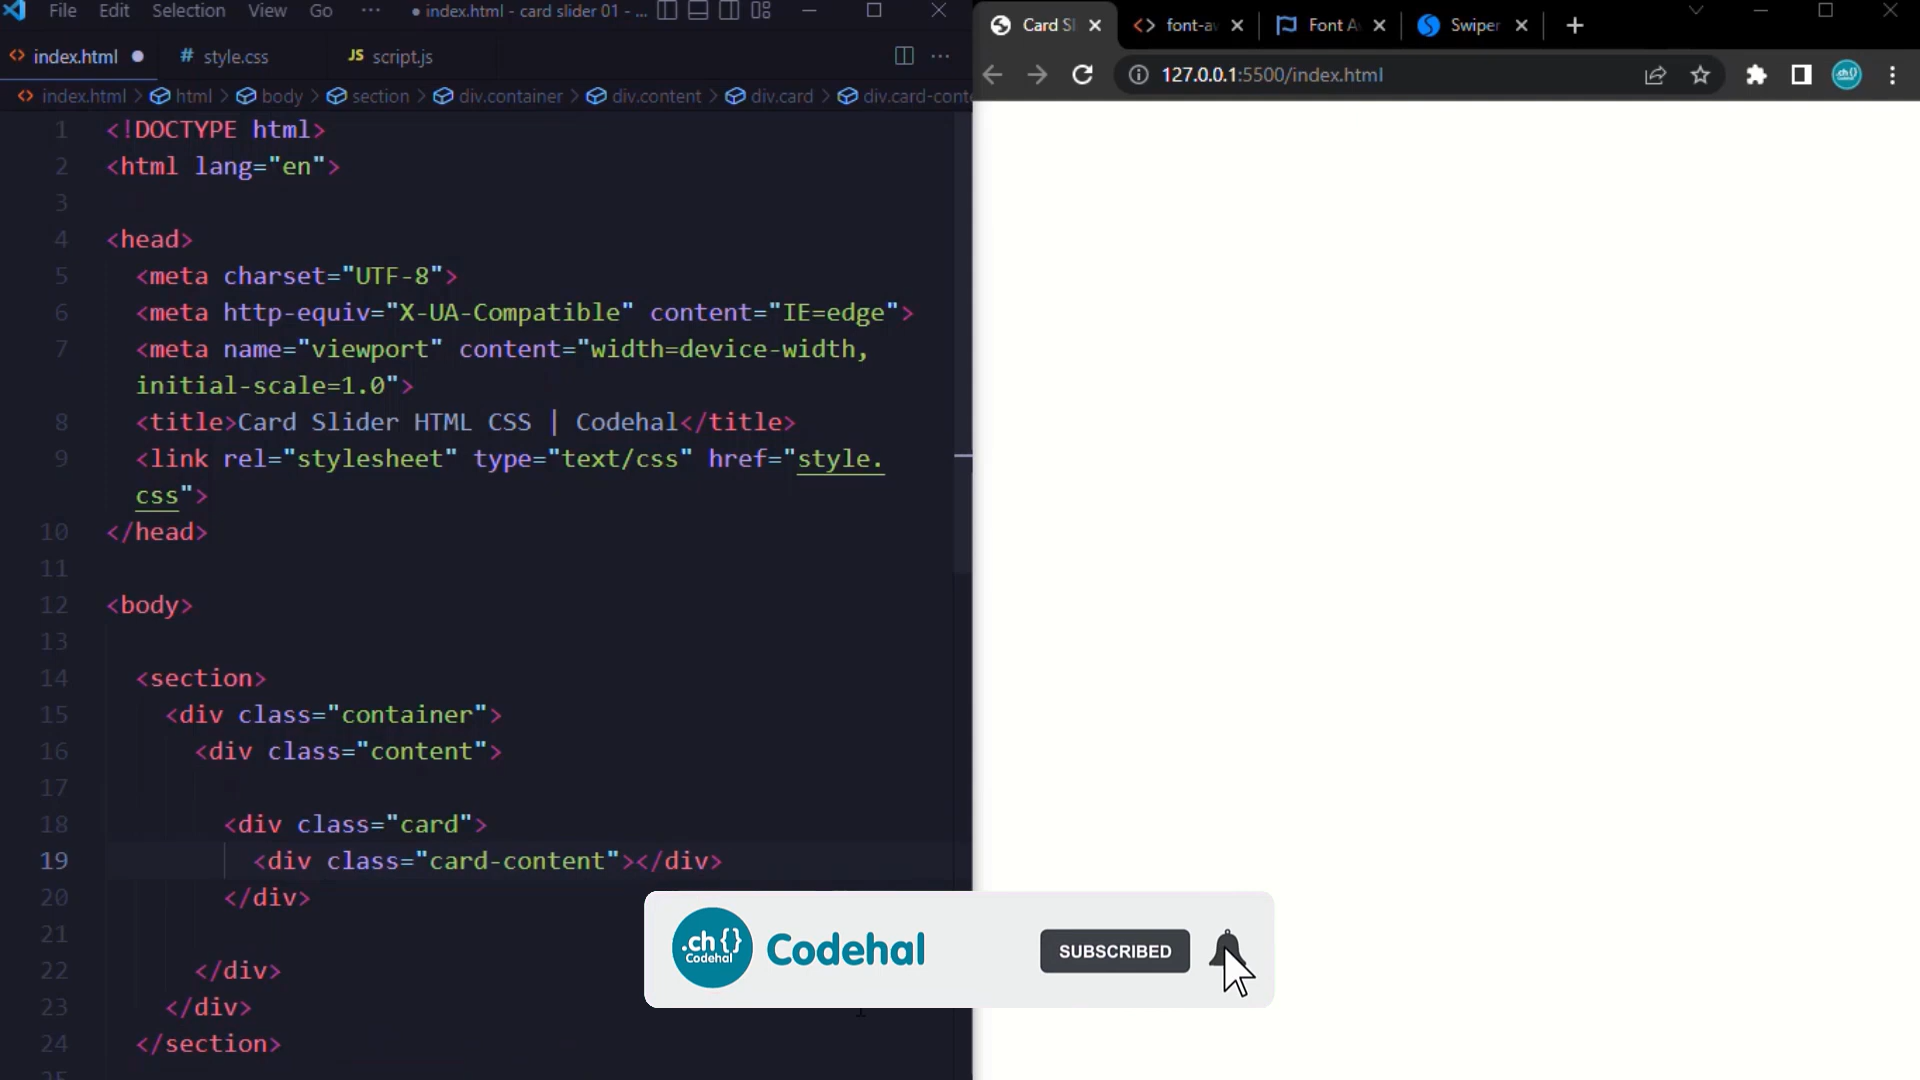 File Edit Selection View Go ··· ● index.html - card slider 01 - ...
<> index.html ● # style.css JS script.js ···
<> index.html > html > body > section > div.container > div.content > div.card > div.card-conte
1 <!DOCTYPE html>
2 <html lang="en">
3
4 <head>
5 <meta charset="UTF-8">
6 <meta http-equiv="X-UA-Compatible" content="IE=edge">
7 <meta name="viewport" content="width=device-width,
initial-scale=1.0">
8 <title>Card Slider HTML CSS | Codehal</title>
9 <link rel="stylesheet" type="text/css" href="style.
css">
10 </head>
11
12 <body>
13
14 <section>
15 <div class="container">
16 <div class="content">
17
18 <div class="card">
19 <div class="card-content"></div>
20 </div>
21
22 </div>
23 </div>
24 </section>
Card Sl font-aw Font A Swiper
127.0.0.1:5500/index.html
.ch{}
Codehal
Codehal
SUBSCRIBED